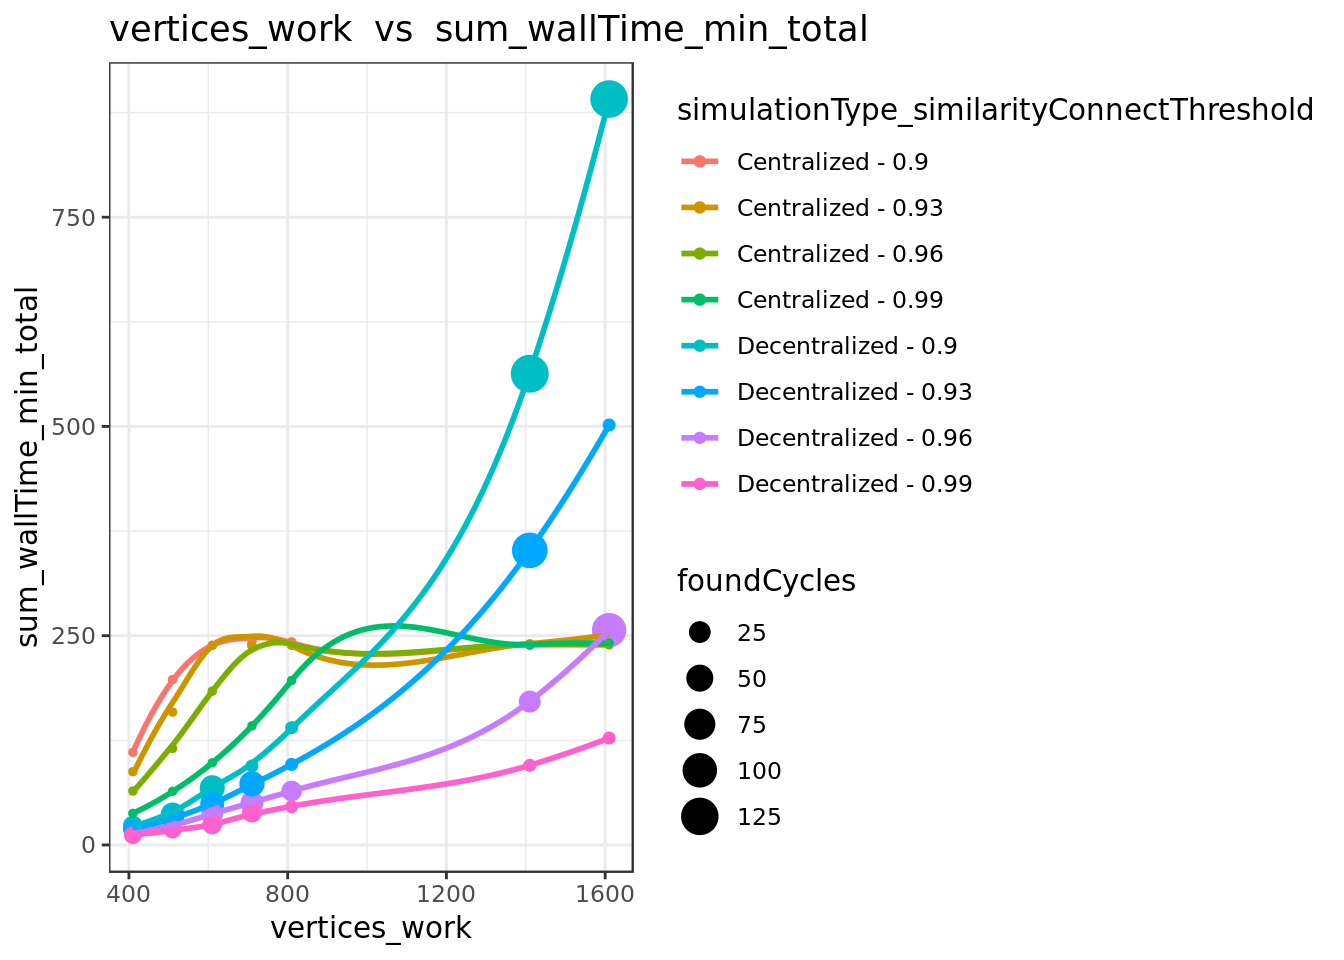 vertices_work vs sum_wallTime_min_total
sum_wallTime_min_total
750
500
250
0
400 800 1200 1600
vertices_work
simulationType_similarityConnectThreshold
Centralized - 0.9
Centralized - 0.93
Centralized - 0.96
Centralized - 0.99
Decentralized - 0.9
Decentralized - 0.93
Decentralized - 0.96
Decentralized - 0.99
foundCycles
25
50
75
100
125